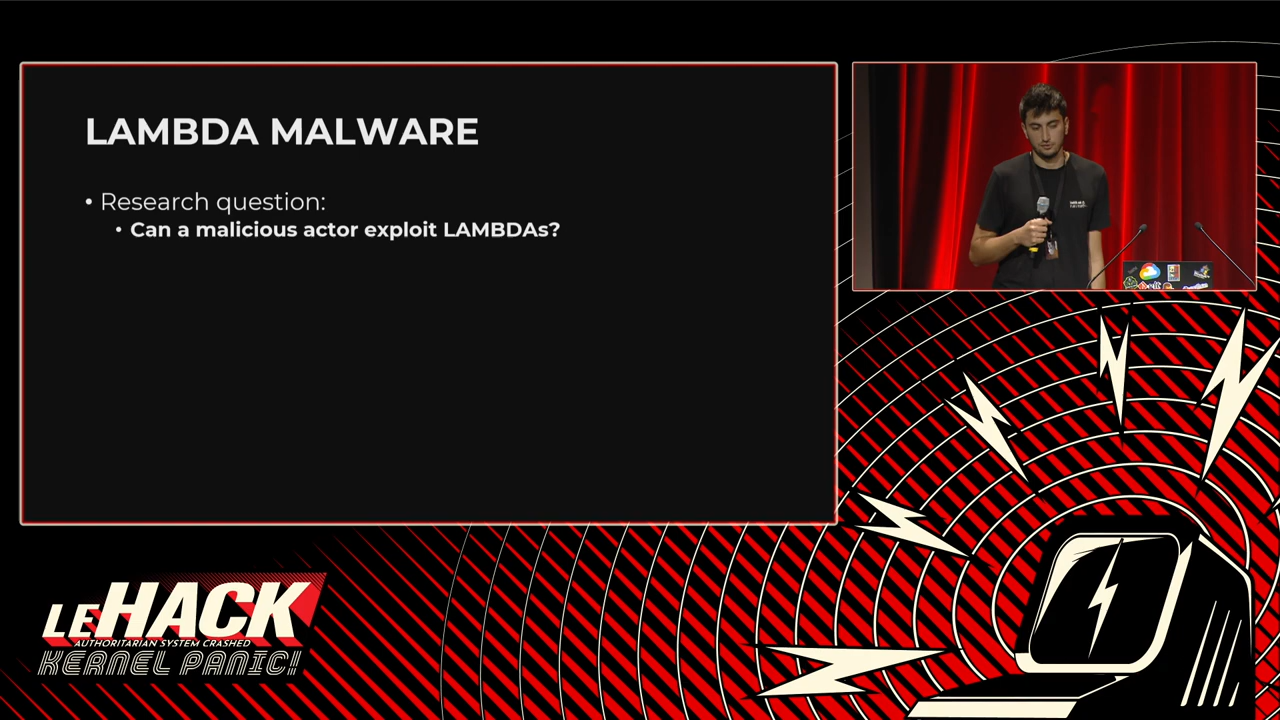 LAMBDA MALWARE
• Research question:
• Can a malicious actor exploit LAMBDAs?
LEHACK
AUTHORITARIAN SYSTEM CRASHED
KERNEL PANIC!